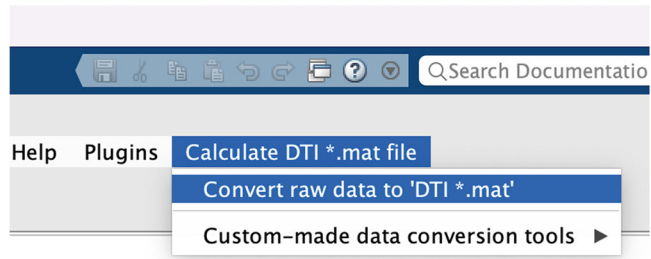 Search Documentatio
Help Plugins Calculate DTI *.mat file
Convert raw data to 'DTI *.mat'
Custom-made data conversion tools